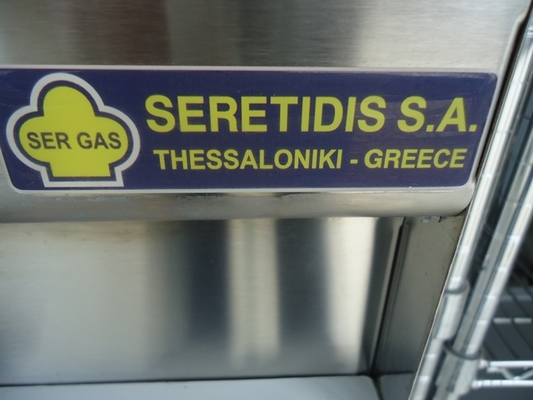 SER GAS
SERETIDIS S.A.
THESSALONIKI - GREECE